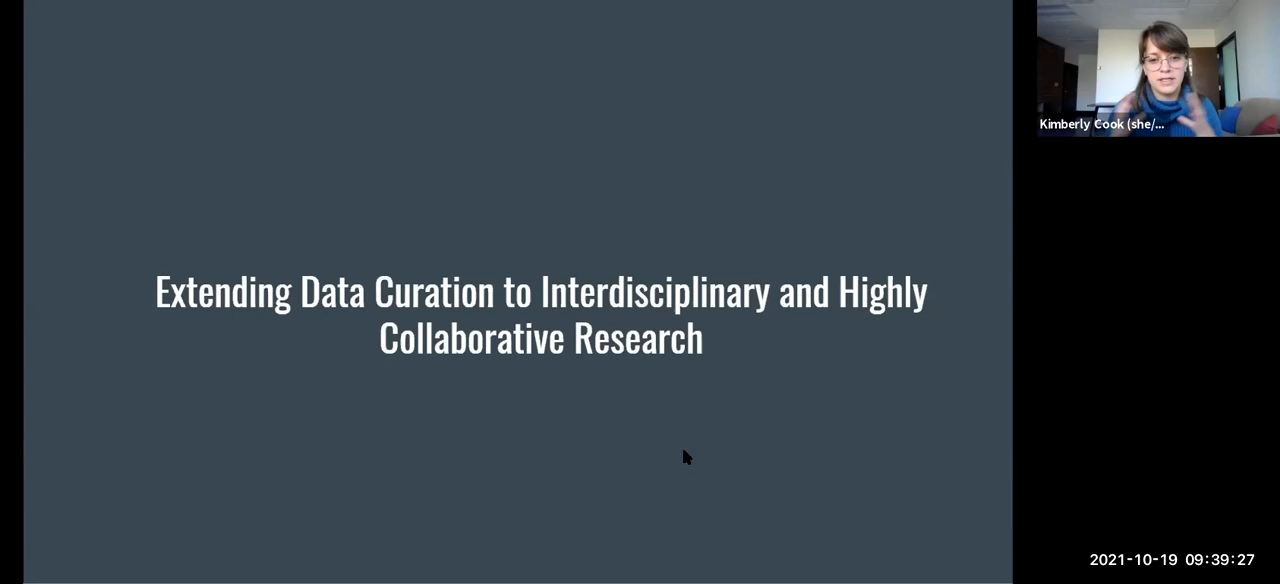 Extending Data Curation to Interdisciplinary and Highly
Collaborative Research
Kimberly Cook (she/...
2021-10-19 09:39:27